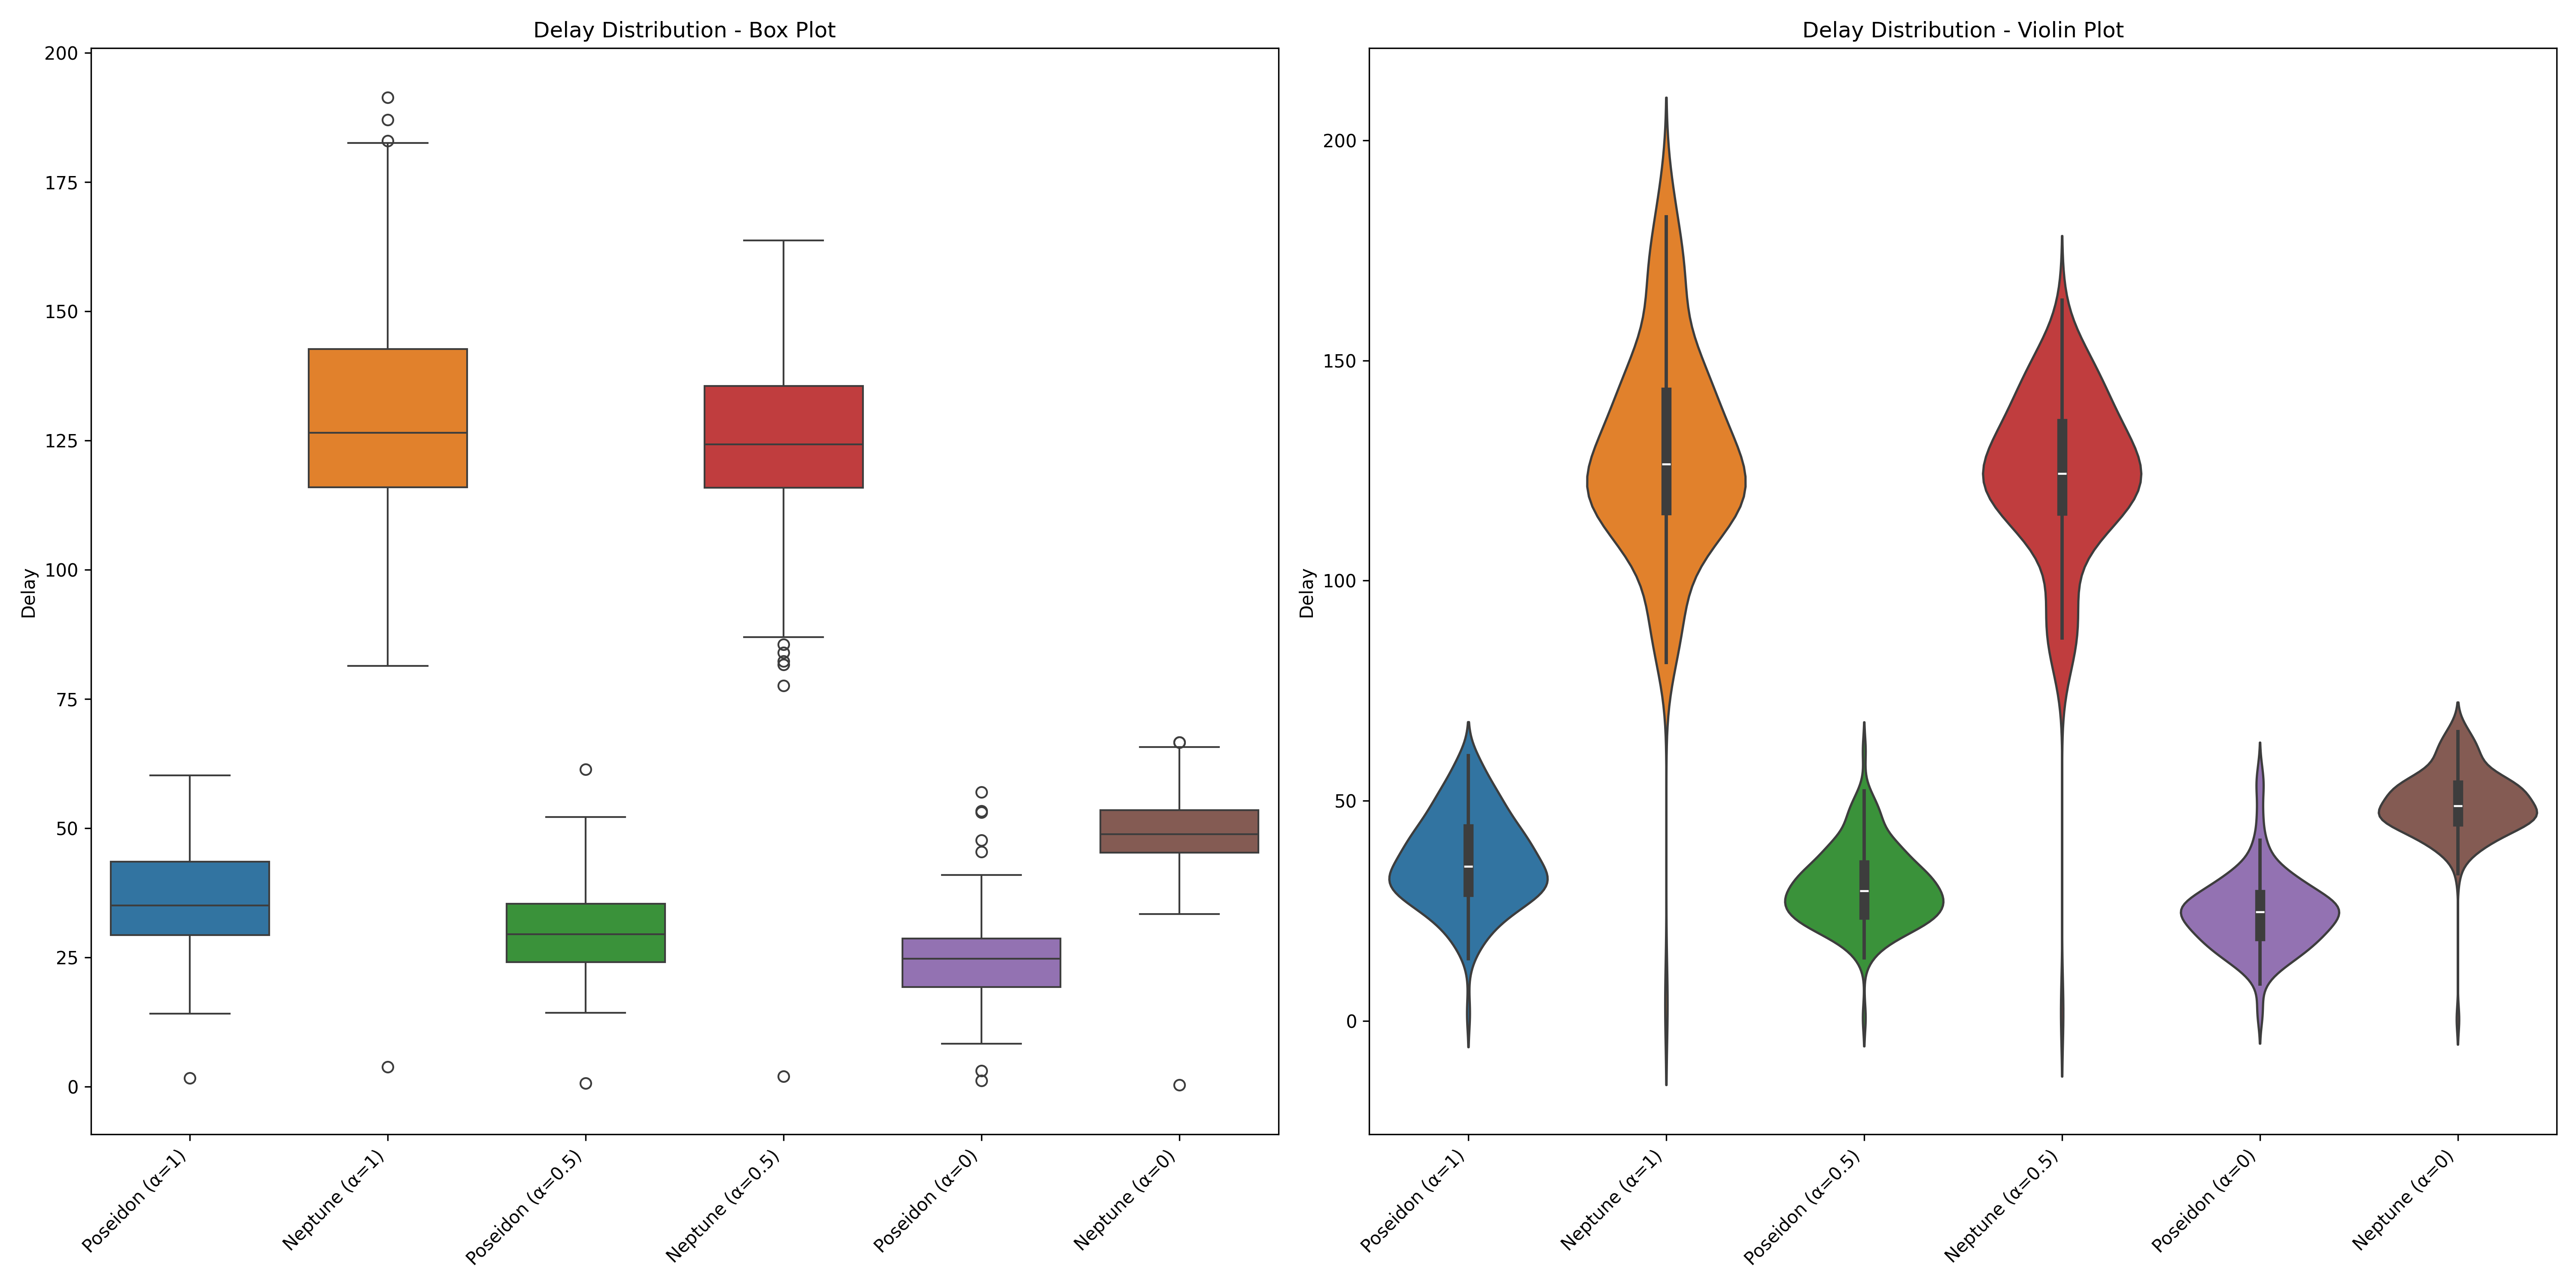 Delay Distribution - Box Plot
Delay
200
175
150
125
100
75
50
25
0
Poseidon (α=1)
Neptune (α=1)
Poseidon (α=0.5)
Neptune (α=0.5)
Poseidon (α=0)
Neptune (α=0)
Delay Distribution - Violin Plot
Delay
200
150
100
50
0
Poseidon (α=1)
Neptune (α=1)
Poseidon (α=0.5)
Neptune (α=0.5)
Poseidon (α=0)
Neptune (α=0)